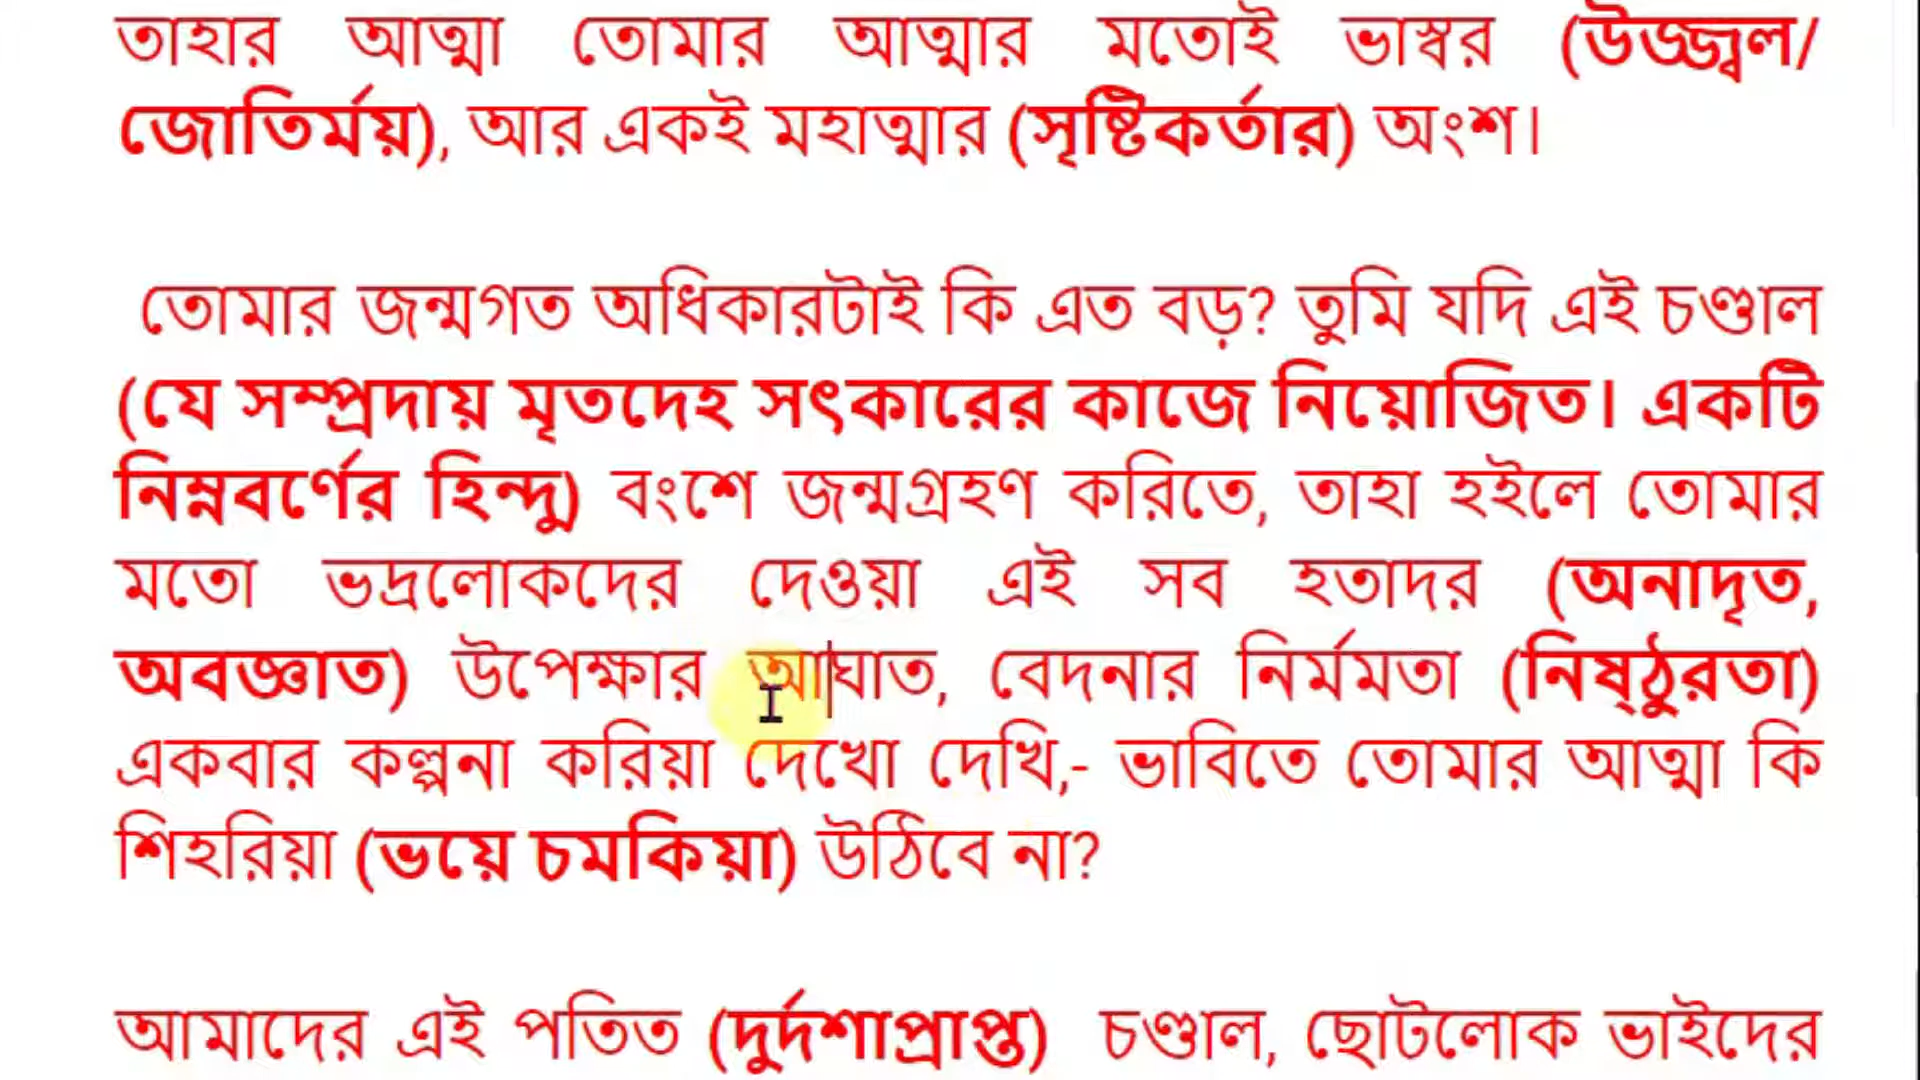 তাহার আত্মা তোমার আত্মার মতোই ভাস্বর (উজ্জ্বল/
জোতির্ময়), আর একই মহাত্মার (সৃষ্টিকর্তার) অংশ।
তোমার জন্মগত অধিকারটাই কি এত বড়? তুমি যদি এই চণ্ডাল
(যে সম্প্রদায় মৃতদেহ সৎকারের কাজে নিয়োজিত। একটি
নিম্নবর্ণের হিন্দু) বংশে জন্মগ্রহণ করিতে, তাহা হইলে তোমার
মতো ভদ্রলোকদের দেওয়া এই সব হতাদর (অনাদৃত,
অবজ্ঞাত) উপেক্ষার আঘাত, বেদনার নির্মমতা (নিষ্ঠুরতা)
একবার কল্পনা করিয়া দেখো দেখি,- ভাবিতে তোমার আত্মা কি
শিহরিয়া (ভয়ে চমকিয়া) উঠিবে না?
আমাদের এই পতিত (দুর্দশাপ্রাপ্ত) চণ্ডাল, ছোটলোক ভাইদের